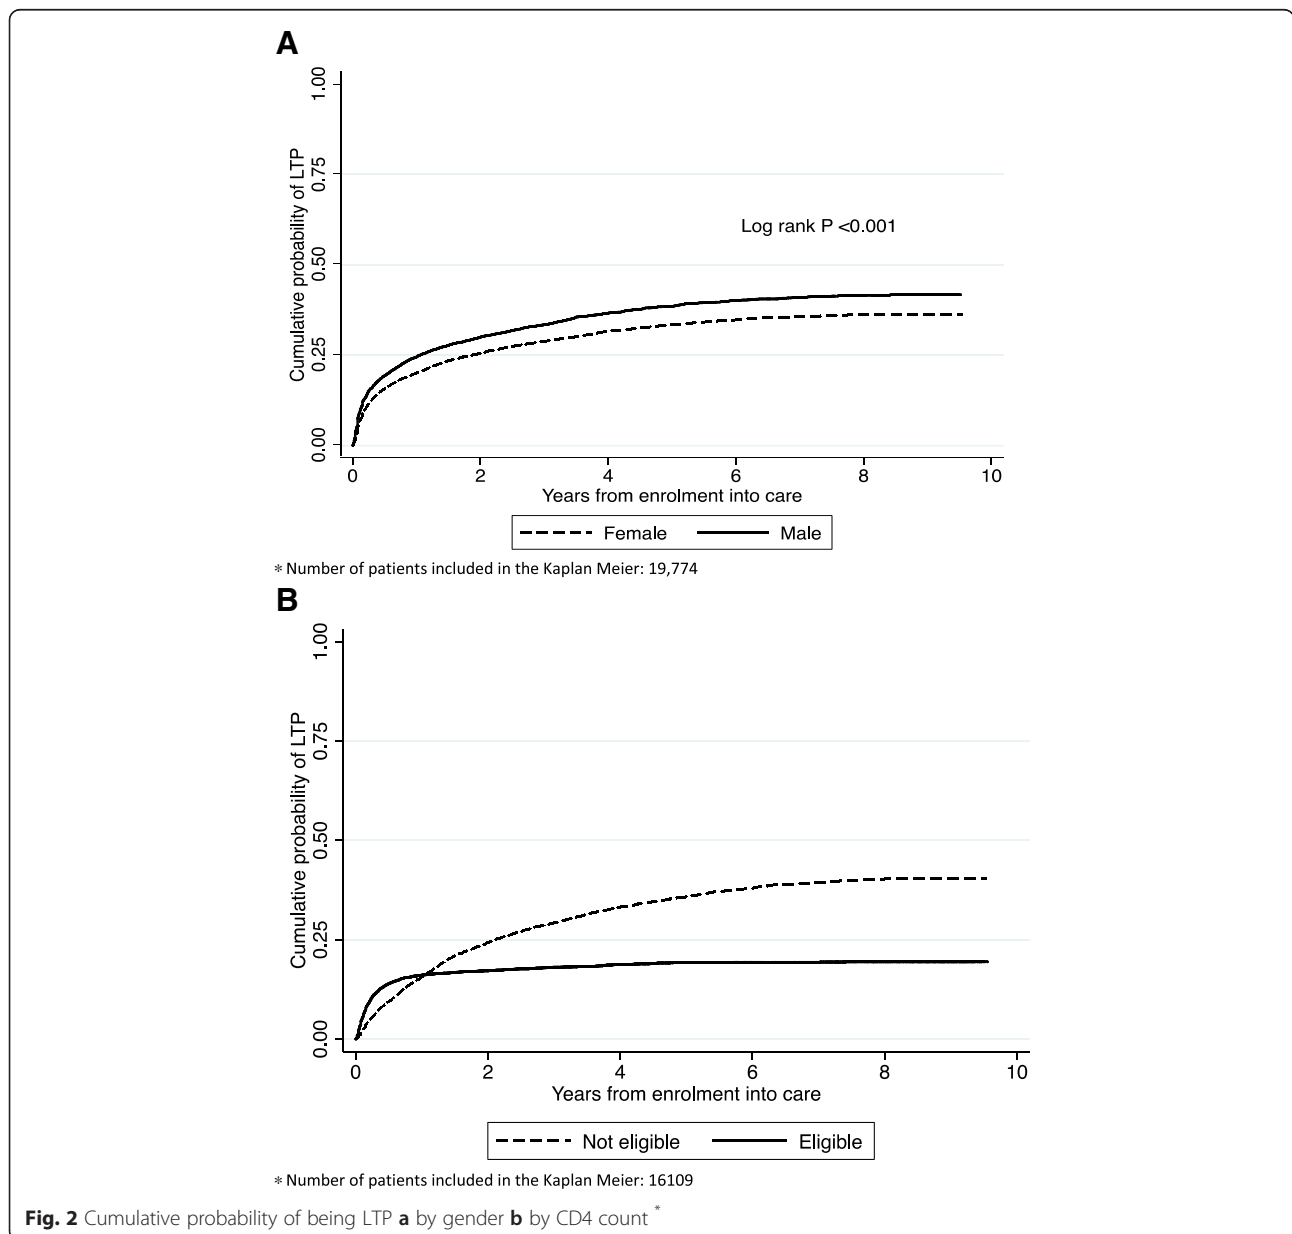 A
1.00
0.75
0.50
0.25
0.00
Cumulative probability of LTP
Log rank P <0.001
0 2 4 6 8 10
Years from enrolment into care
Female Male
* Number of patients included in the Kaplan Meier: 19,774
B
1.00
0.75
0.50
0.25
0.00
Cumulative probability of LTP
0 2 4 6 8 10
Years from enrolment into care
Not eligible Eligible
* Number of patients included in the Kaplan Meier: 16109
Fig. 2 Cumulative probability of being LTP a by gender b by CD4 count *